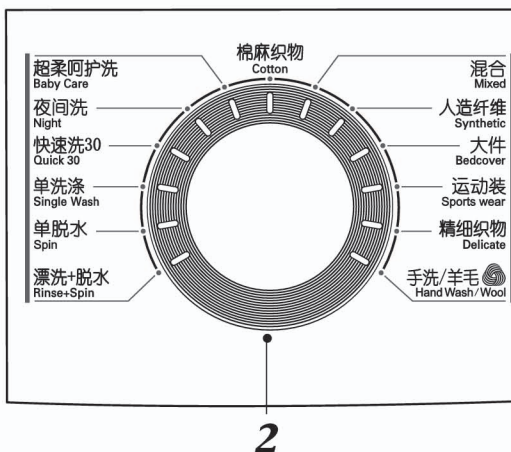 棉麻织物
Cotton
超柔呵护洗
Baby Care
夜间洗
Night
快速洗30
Quick 30
单洗涤
Single Wash
单脱水
Spin
漂洗+脱水
Rinse+Spin
混合
Mixed
人造纤维
Synthetic
大件
Bedcover
运动装
Sports wear
精细织物
Delicate
手洗/羊毛
Hand Wash/Wool
2